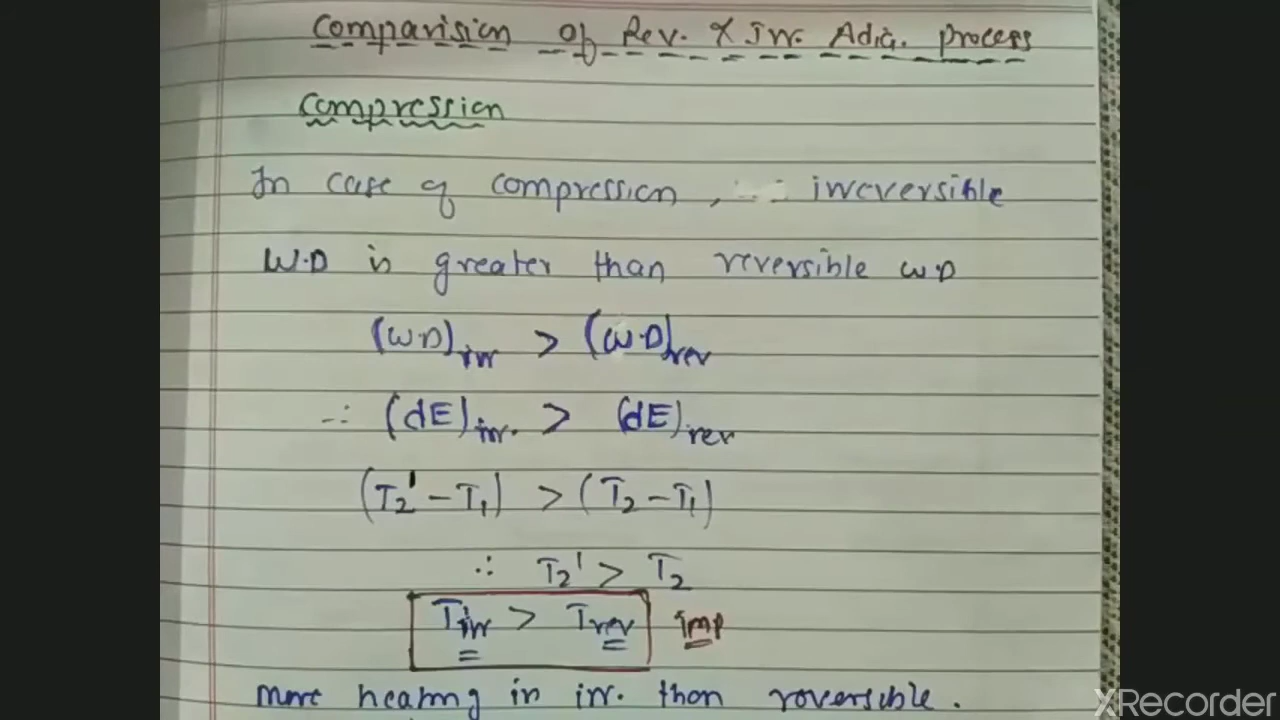 Comparision of Rev. & Irr. Adia. process
Compression
In case of compression, irreversible
W.D is greater than reversible W.D
(W.D)irr > (W.D)rev
∴ (dE)irr. > (dE)rev
(T₂' - T₁) > (T₂ - T₁)
∴ T₂' > T₂
Tirr > Trev imp
more heating in irr. than roversible.
XRecorder